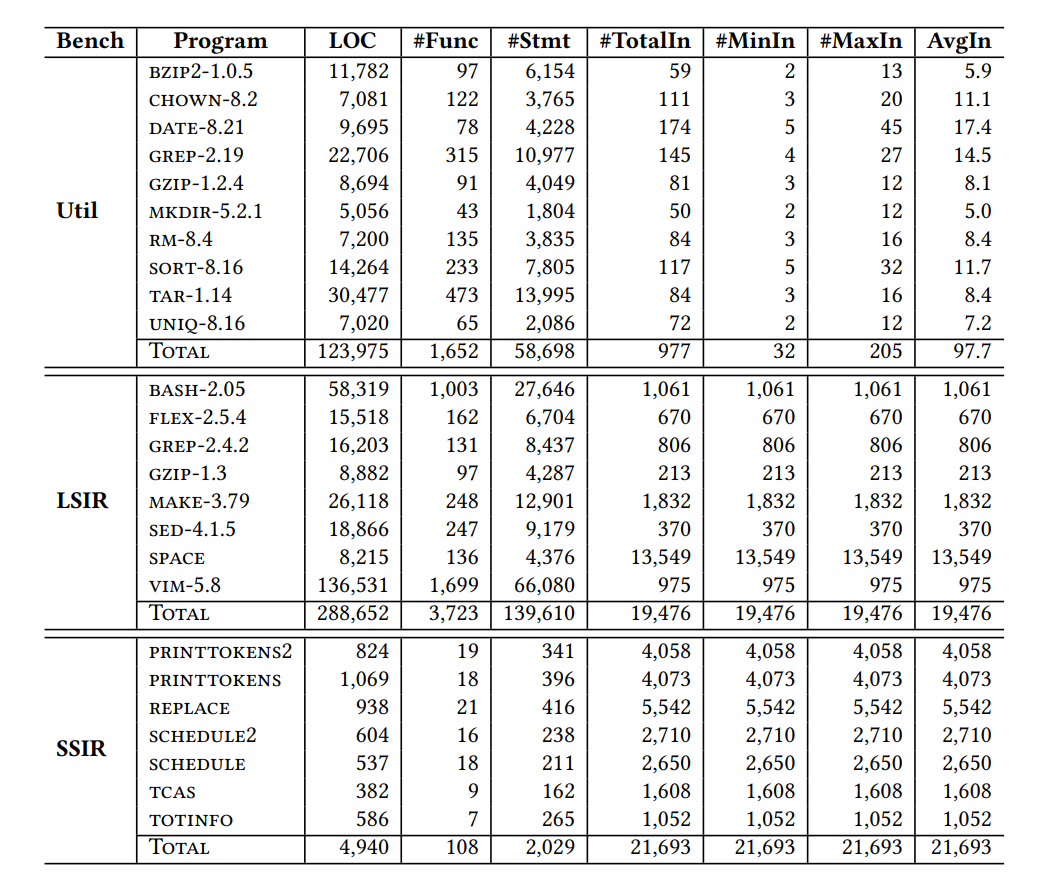 Bench Program LOC #Func #Stmt #TotalIn #MinIn #MaxIn AvgIn
BZIP2-1.0.5 11,782 97 6,154 59 2 13 5.9
CHOWN-8.2 7,081 122 3,765 111 3 20 11.1
DATE-8.21 9,695 78 4,228 174 5 45 17.4
GREP-2.19 22,706 315 10,977 145 4 27 14.5
GZIP-1.2.4 8,694 91 4,049 81 3 12 8.1
Util MKDIR-5.2.1 5,056 43 1,804 50 2 12 5.0
RM-8.4 7,200 135 3,835 84 3 16 8.4
SORT-8.16 14,264 233 7,805 117 5 32 11.7
TAR-1.14 30,477 473 13,995 84 3 16 8.4
UNIQ-8.16 7,020 65 2,086 72 2 12 7.2
TOTAL 123,975 1,652 58,698 977 32 205 97.7
BASH-2.05 58,319 1,003 27,646 1,061 1,061 1,061 1,061
FLEX-2.5.4 15,518 162 6,704 670 670 670 670
GREP-2.4.2 16,203 131 8,437 806 806 806 806
GZIP-1.3 8,882 97 4,287 213 213 213 213
LSIR MAKE-3.79 26,118 248 12,901 1,832 1,832 1,832 1,832
SED-4.1.5 18,866 247 9,179 370 370 370 370
SPACE 8,215 136 4,376 13,549 13,549 13,549 13,549
VIM-5.8 136,531 1,699 66,080 975 975 975 975
TOTAL 288,652 3,723 139,610 19,476 19,476 19,476 19,476
PRINTTOKENS2 824 19 341 4,058 4,058 4,058 4,058
PRINTTOKENS 1,069 18 396 4,073 4,073 4,073 4,073
REPLACE 938 21 416 5,542 5,542 5,542 5,542
SCHEDULE2 604 16 238 2,710 2,710 2,710 2,710
SSIR SCHEDULE 537 18 211 2,650 2,650 2,650 2,650
TCAS 382 9 162 1,608 1,608 1,608 1,608
TOTINFO 586 7 265 1,052 1,052 1,052 1,052
TOTAL 4,940 108 2,029 21,693 21,693 21,693 21,693